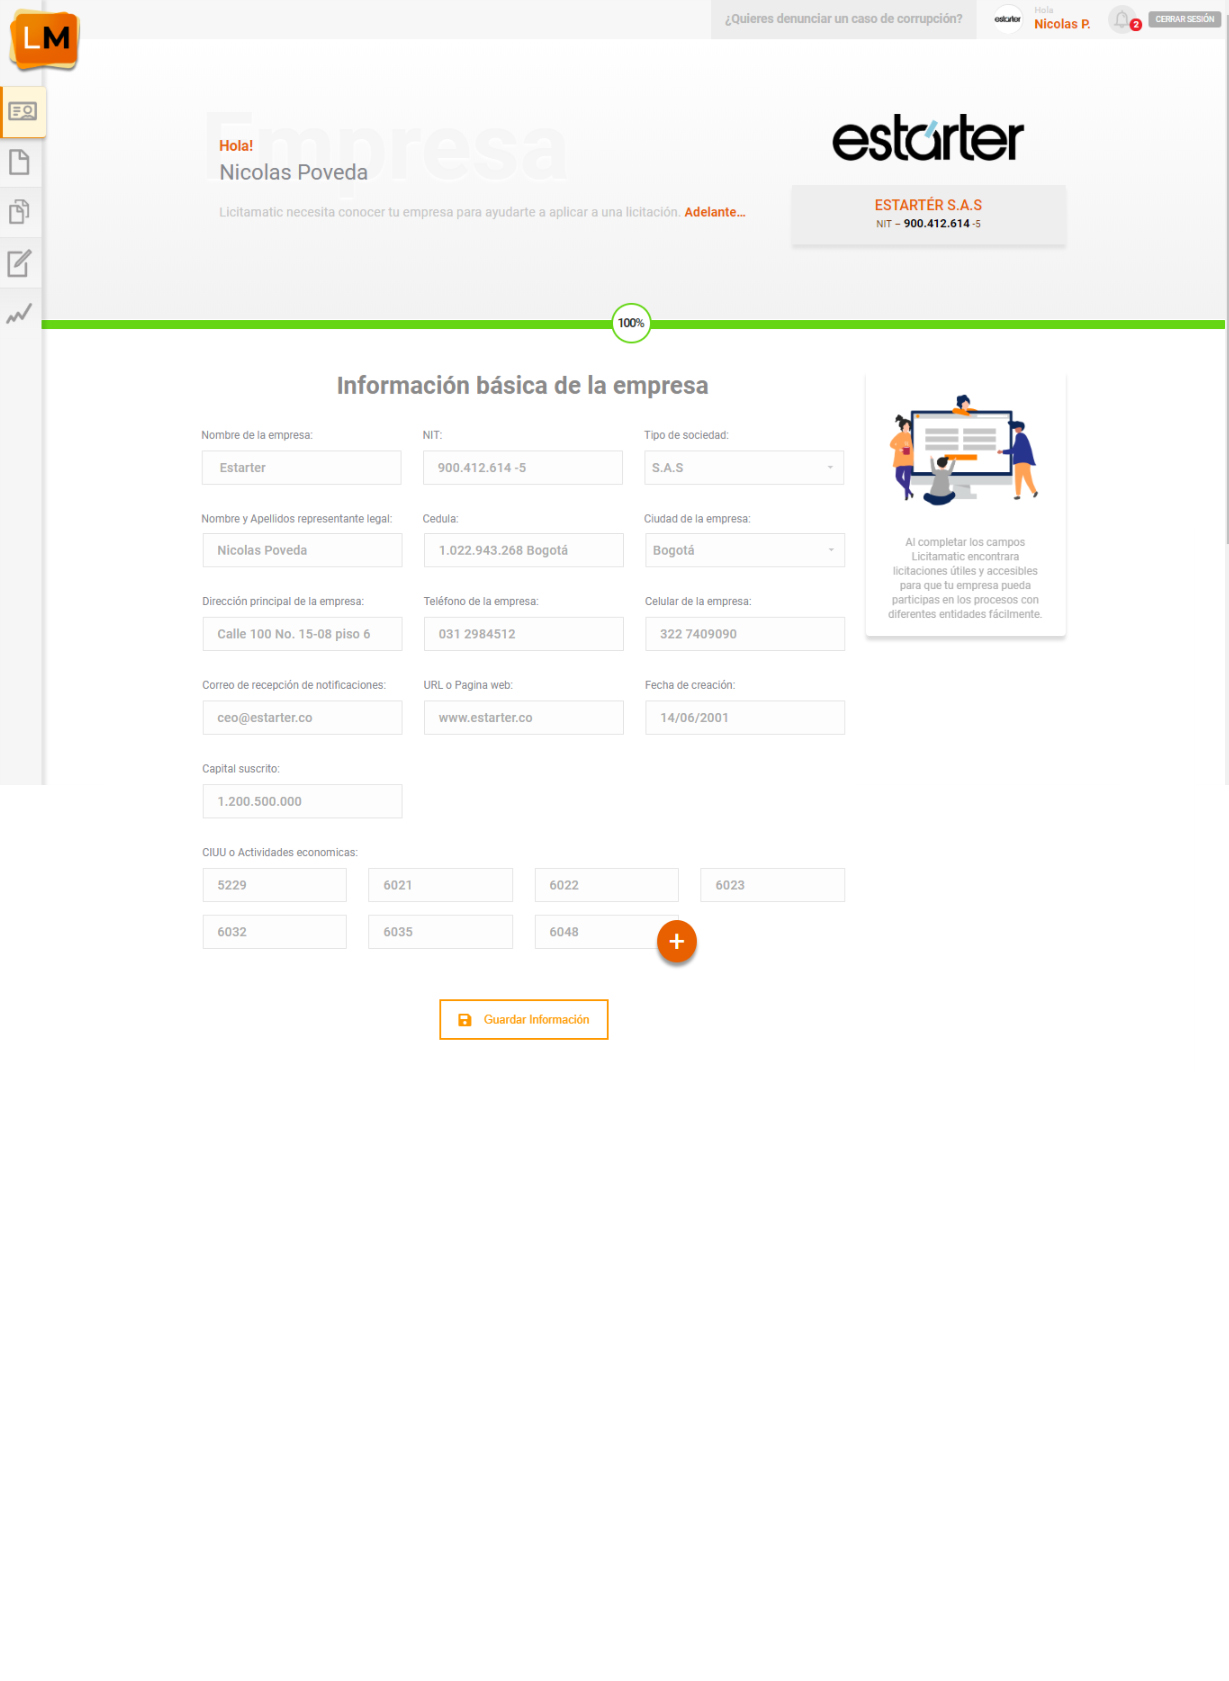 LM
¿Quieres denunciar un caso de corrupción?
estarter
Hola
Nicolas P.
2
CERRAR SESIÓN
Empresa
Hola!
Nicolas Poveda
Licitamatic necesita conocer tu empresa para ayudarte a aplicar a una licitación. Adelante...
estárter
ESTARTÉR S.A.S
NIT – 900.412.614 -5
100%
Información básica de la empresa
Nombre de la empresa: NIT: Tipo de sociedad:
Estarter 900.412.614 -5 S.A.S
Nombre y Apellidos representante legal: Cedula: Ciudad de la empresa:
Nicolas Poveda 1.022.943.268 Bogotá Bogotá
Dirección principal de la empresa: Teléfono de la empresa: Celular de la empresa:
Calle 100 No. 15-08 piso 6 031 2984512 322 7409090
Correo de recepción de notificaciones: URL o Pagina web: Fecha de creación:
ceo@estarter.co www.estarter.co 14/06/2001
Capital suscrito:
1.200.500.000
CIUU o Actividades economicas:
5229 6021 6022 6023
6032 6035 6048
+
Guardar Información
Al completar los campos
Licitamatic encontrara
licitaciones útiles y accesibles
para que tu empresa pueda
participas en los procesos con
diferentes entidades fácilmente.